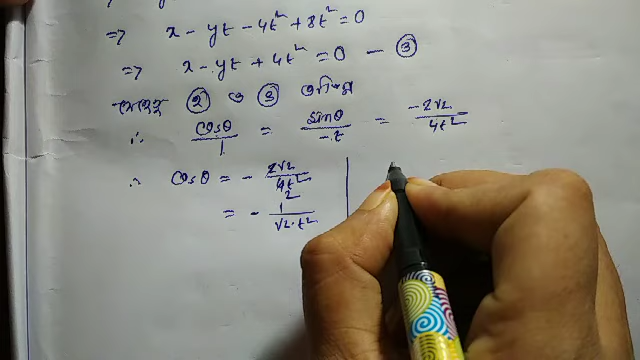 => x - yt - 4t² + 8t² = 0
=> x - yt + 4t² = 0 — ③
যেহেতু ② ও ③ অভিন্ন
∴ cosθ/1 = sinθ/-t = -2√2/4t²
∴ cosθ = - 2√2/4t² 2
= - 1/√2·t²